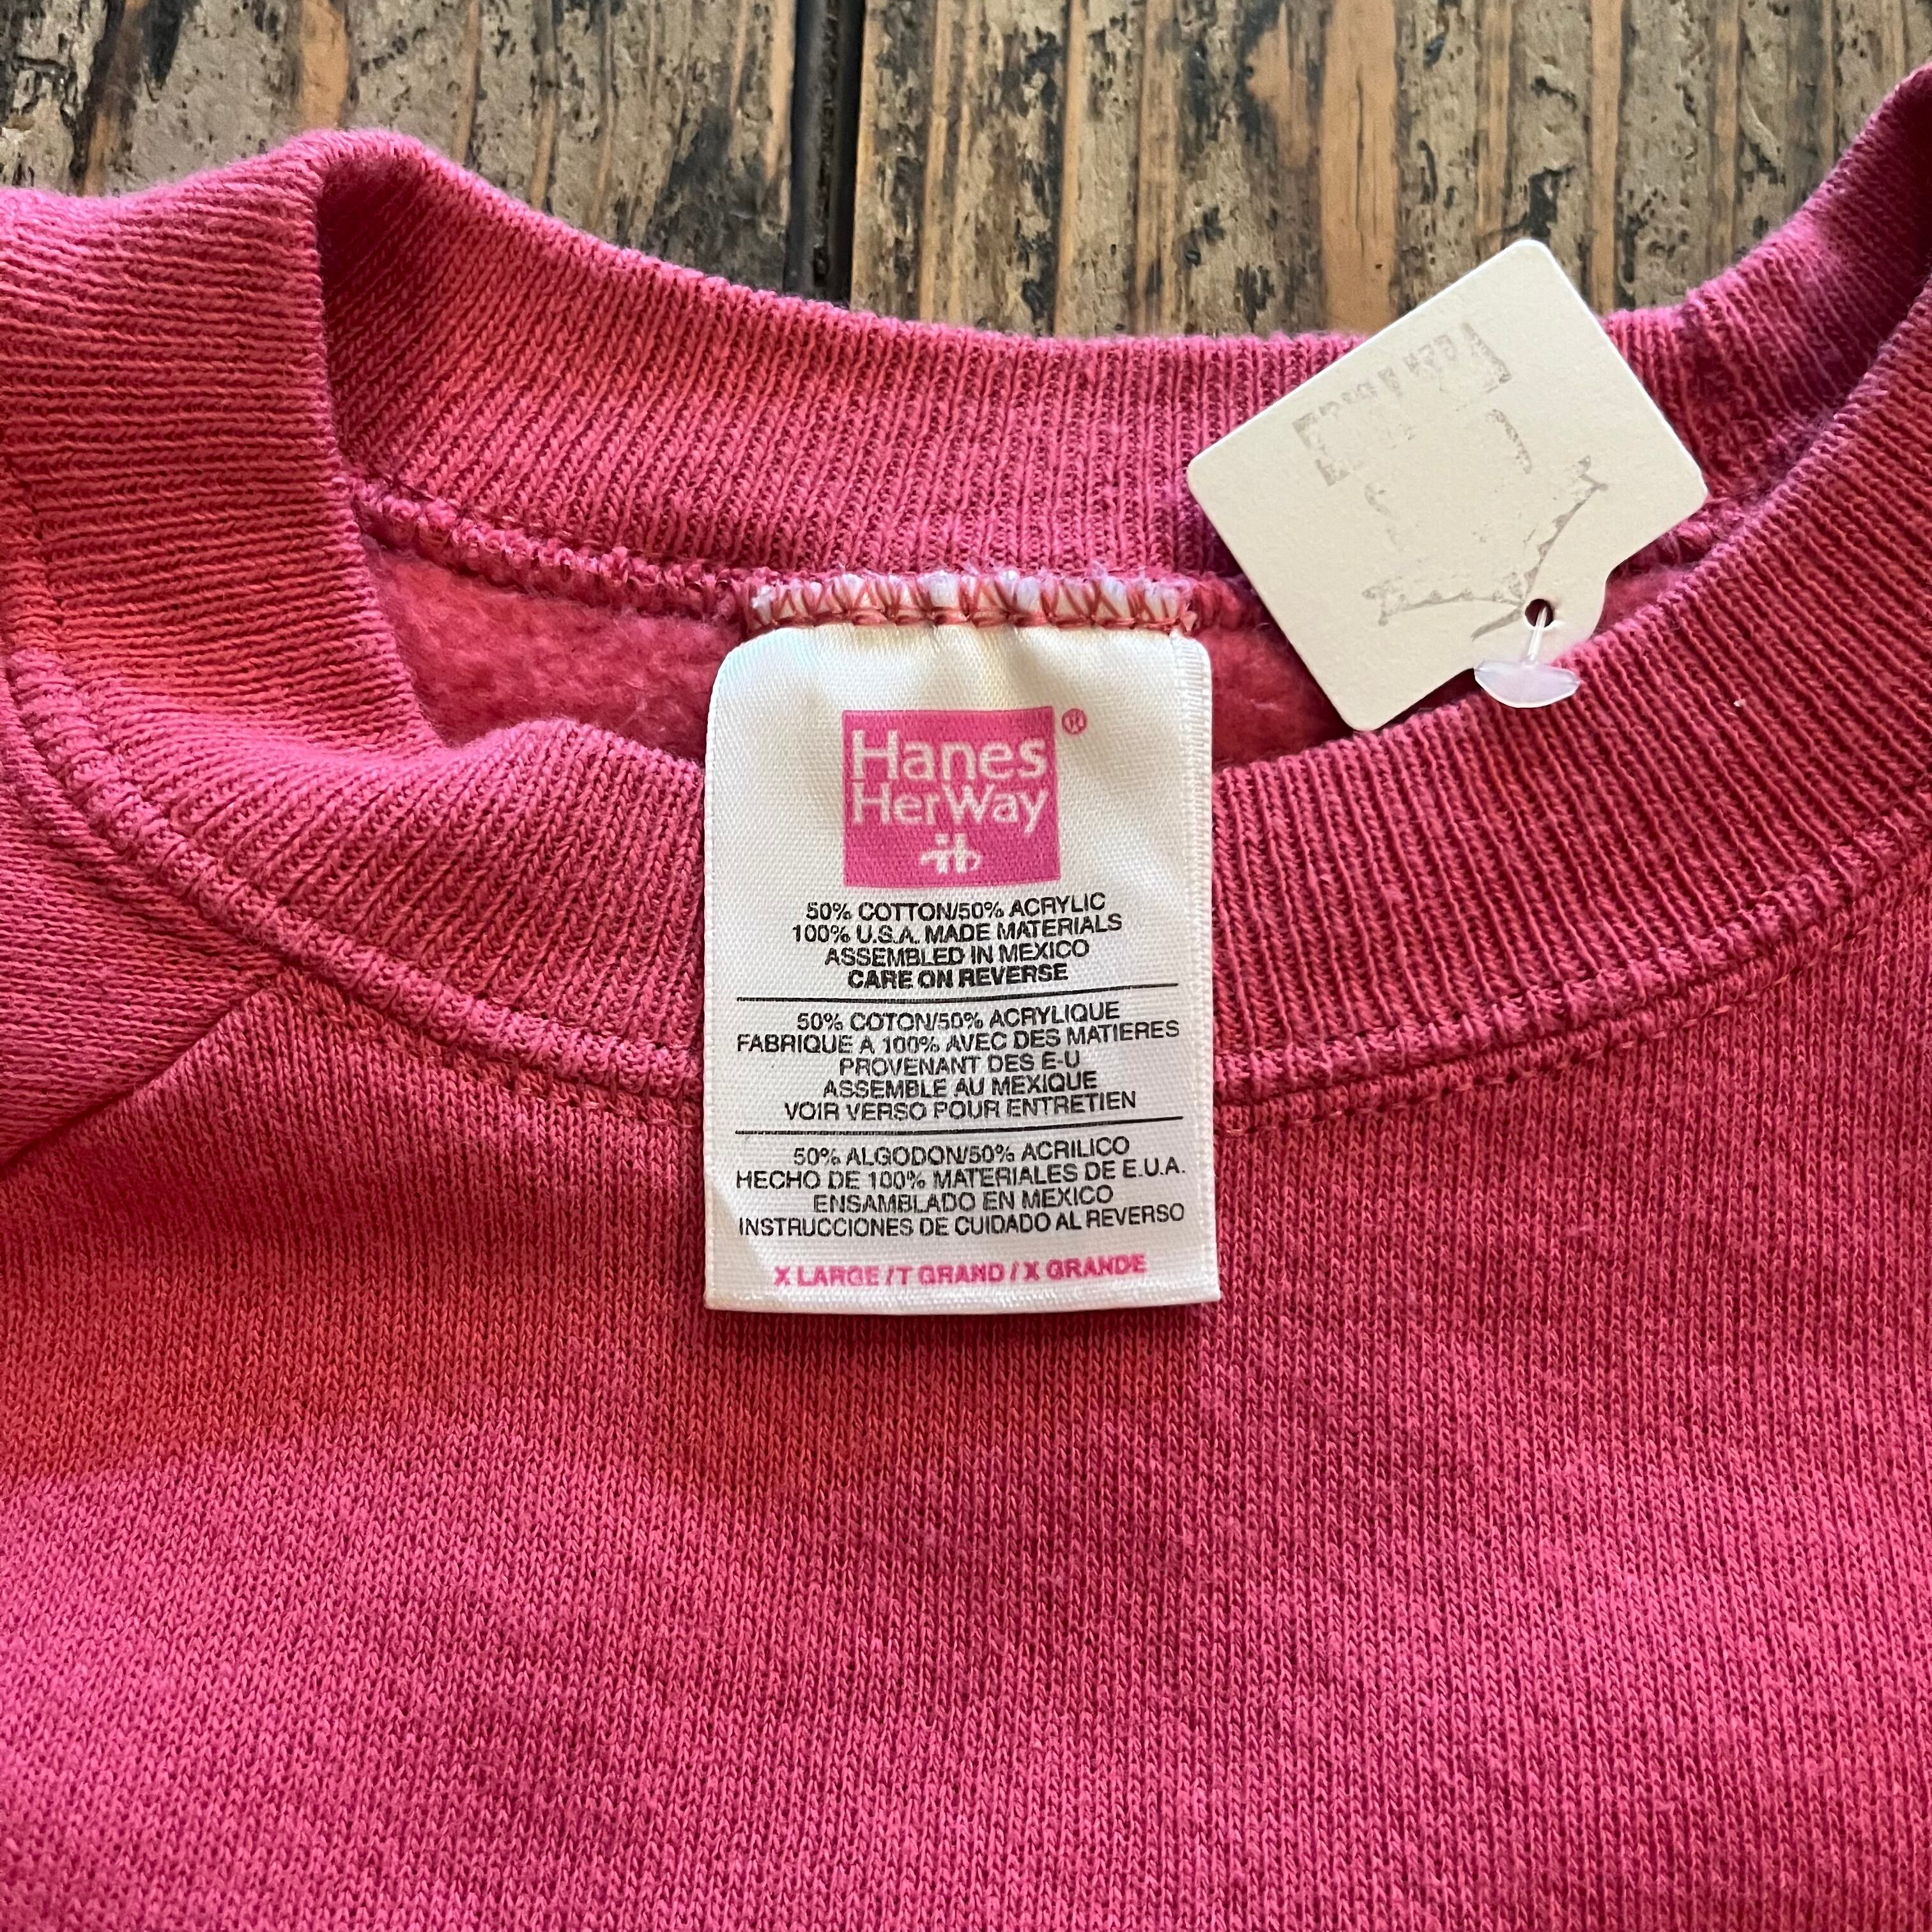 Hanes
HerWay
®
50% COTTON/50% ACRYLIC
100% U.S.A. MADE MATERIALS
ASSEMBLED IN MEXICO
CARE ON REVERSE
50% COTON/50% ACRYLIQUE
FABRIQUE A 100% AVEC DES MATIERES
PROVENANT DES E-U
ASSEMBLE AU MEXIQUE
VOIR VERSO POUR ENTRETIEN
50% ALGODON/50% ACRILICO
HECHO DE 100% MATERIALES DE E.U.A.
ENSAMBLADO EN MEXICO
INSTRUCCIONES DE CUIDADO AL REVERSO
X LARGE / T GRAND / X GRANDE